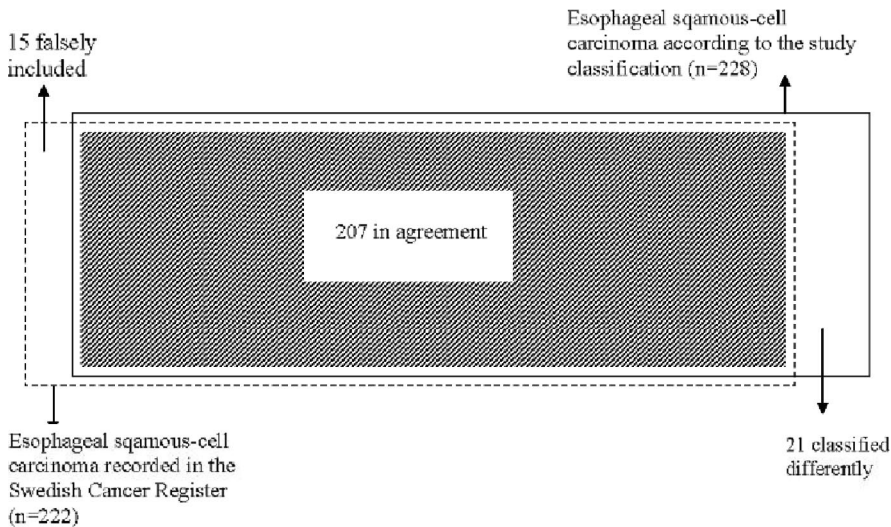 15 falsely
included
Esophageal sqamous-cell
carcinoma according to the study
classification (n=228)
207 in agreement
Esophageal sqamous-cell
carcinoma recorded in the
Swedish Cancer Register
(n=222)
21 classified
differently